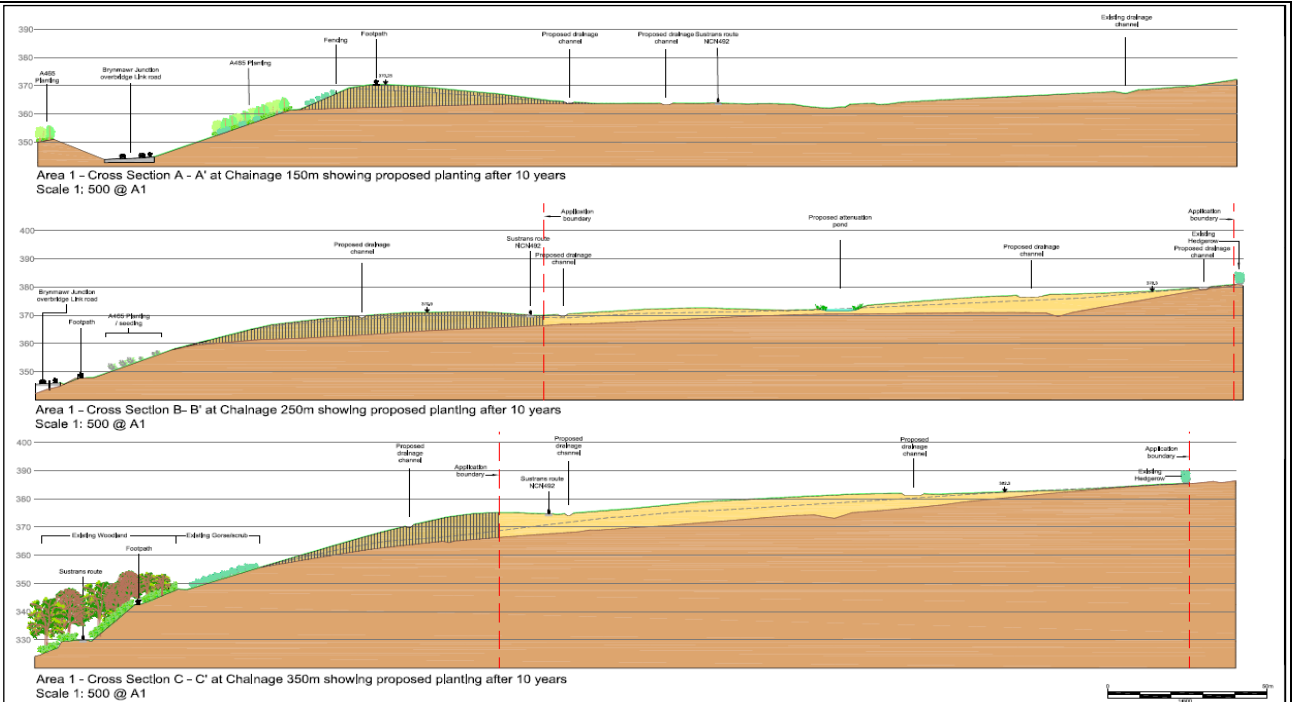 390
380
370
360
350
A465
Planting
Brynmawr Junction
overbridge Link road
A465 Planting
Fending
Footpath
Proposed drainage
channel
Proposed drainage
channel
Sustrans route
NCN492
Existing drainage
channel
Area 1 - Cross Section A - A' at Chainage 150m showing proposed planting after 10 years
Scale 1: 500 @ A1
400
390
380
370
360
350
Brynmawr Junction
overbridge Link road
Footpath
A465 Planting
/ seeding
Proposed drainage
channel
Sustrans route
NCN492
Application
boundary
Proposed drainage
channel
Proposed attenuation
pond
Proposed drainage
channel
Application
boundary
Existing
Hedgerow
Proposed drainage
channel
Area 1 - Cross Section B- B' at Chainage 250m showing proposed planting after 10 years
Scale 1: 500 @ A1
400
390
380
370
360
350
340
330
Existing Woodland
Existing Gorse/scrub
Footpath
Sustrans route
Proposed
drainage
channel
Application
boundary
Sustrans route
NCN492
Proposed
drainage
channel
Proposed
drainage
channel
Application
boundary
Existing
Hedgerow
Area 1 - Cross Section C - C' at Chainage 350m showing proposed planting after 10 years
Scale 1: 500 @ A1
0
50m